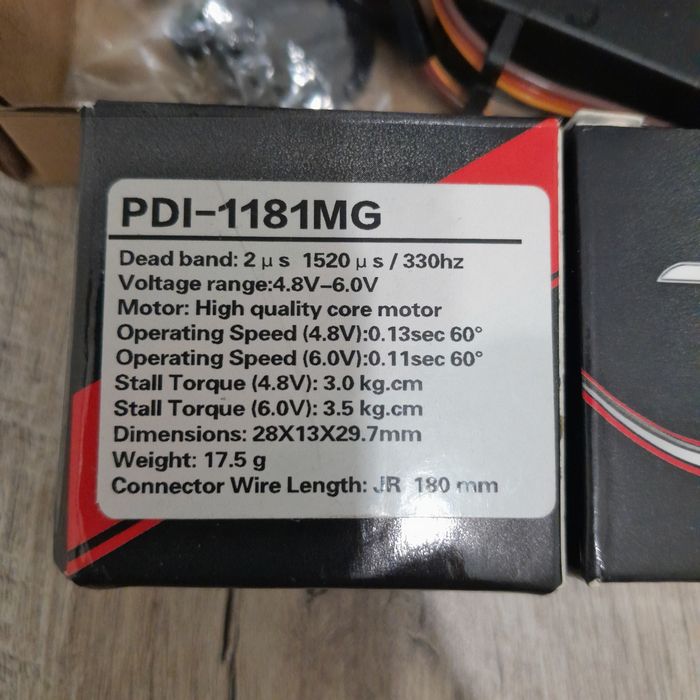 PDI-1181MG
Dead band: 2 μ s 1520 μ s / 330hz
Voltage range:4.8V-6.0V
Motor: High quality core motor
Operating Speed (4.8V):0.13sec 60°
Operating Speed (6.0V):0.11sec 60°
Stall Torque (4.8V): 3.0 kg.cm
Stall Torque (6.0V): 3.5 kg.cm
Dimensions: 28X13X29.7mm
Weight: 17.5 g
Connector Wire Length: JR 180 mm